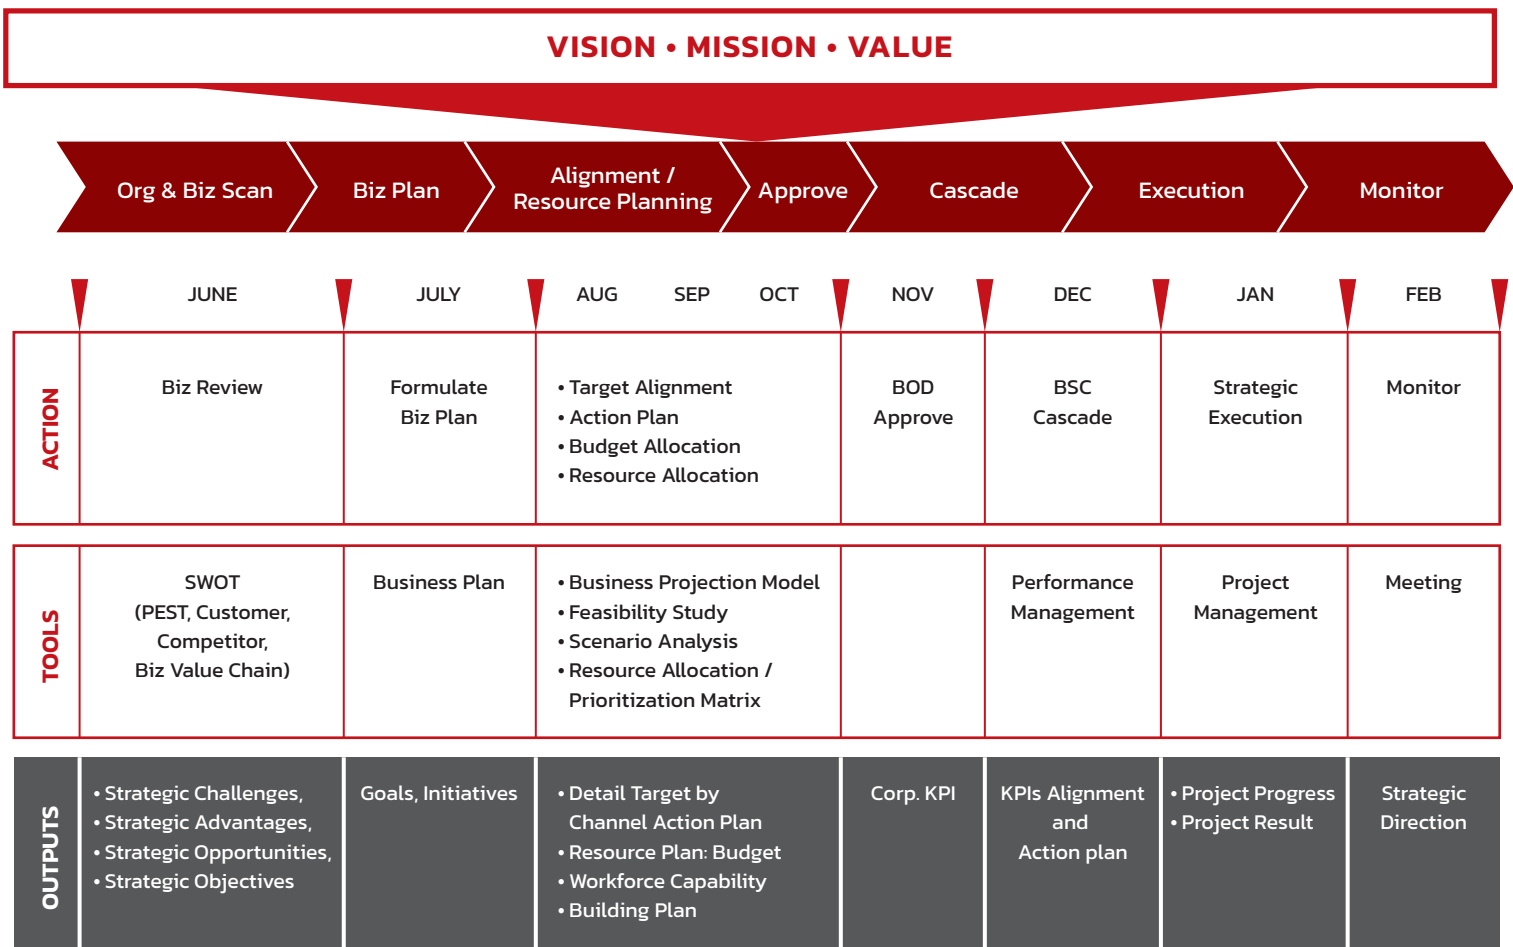 VISION • MISSION • VALUE
Org & Biz Scan
Biz Plan
Alignment /
Resource Planning
Approve
Cascade
Execution
Monitor
JUNE
JULY
AUG
SEP
OCT
NOV
DEC
JAN
FEB
ACTION
Biz Review
Formulate
Biz Plan
• Target Alignment
• Action Plan
• Budget Allocation
• Resource Allocation
BOD
Approve
BSC
Cascade
Strategic
Execution
Monitor
TOOLS
SWOT
(PEST, Customer,
Competitor,
Biz Value Chain)
Business Plan
• Business Projection Model
• Feasibility Study
• Scenario Analysis
• Resource Allocation /
Prioritization Matrix
Performance
Management
Project
Management
Meeting
OUTPUTS
• Strategic Challenges,
• Strategic Advantages,
• Strategic Opportunities,
• Strategic Objectives
Goals, Initiatives
• Detail Target by
Channel Action Plan
• Resource Plan: Budget
• Workforce Capability
• Building Plan
Corp. KPI
KPIs Alignment
and
Action plan
• Project Progress
• Project Result
Strategic
Direction